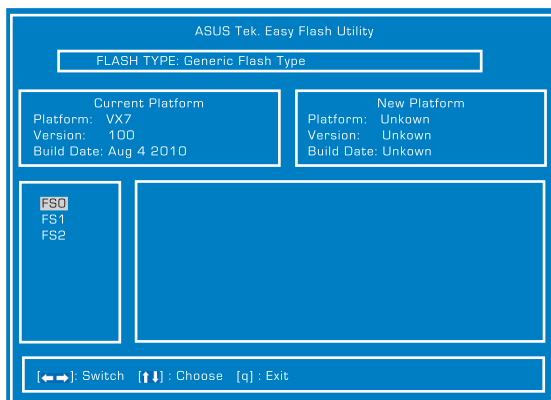 ASUS Tek. Easy Flash Utility
FLASH TYPE: Generic Flash Type
Current Platform
Platform: VX7
Version: 100
Build Date: Aug 4 2010
New Platform
Platform: Unkown
Version: Unkown
Build Date: Unkown
FS0
FS1
FS2
[←→]: Switch [↑↓] : Choose [q] : Exit